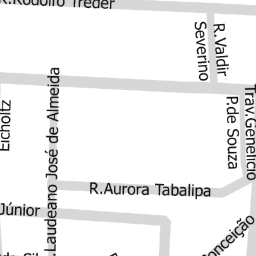 R.Rodolfo Treder
R.Valdir
Severino
Trav.Genelício
P.de Souza
Laudeano José de Almeida
Eicholtz
R.Aurora Tabalipa
Júnior
Conceição